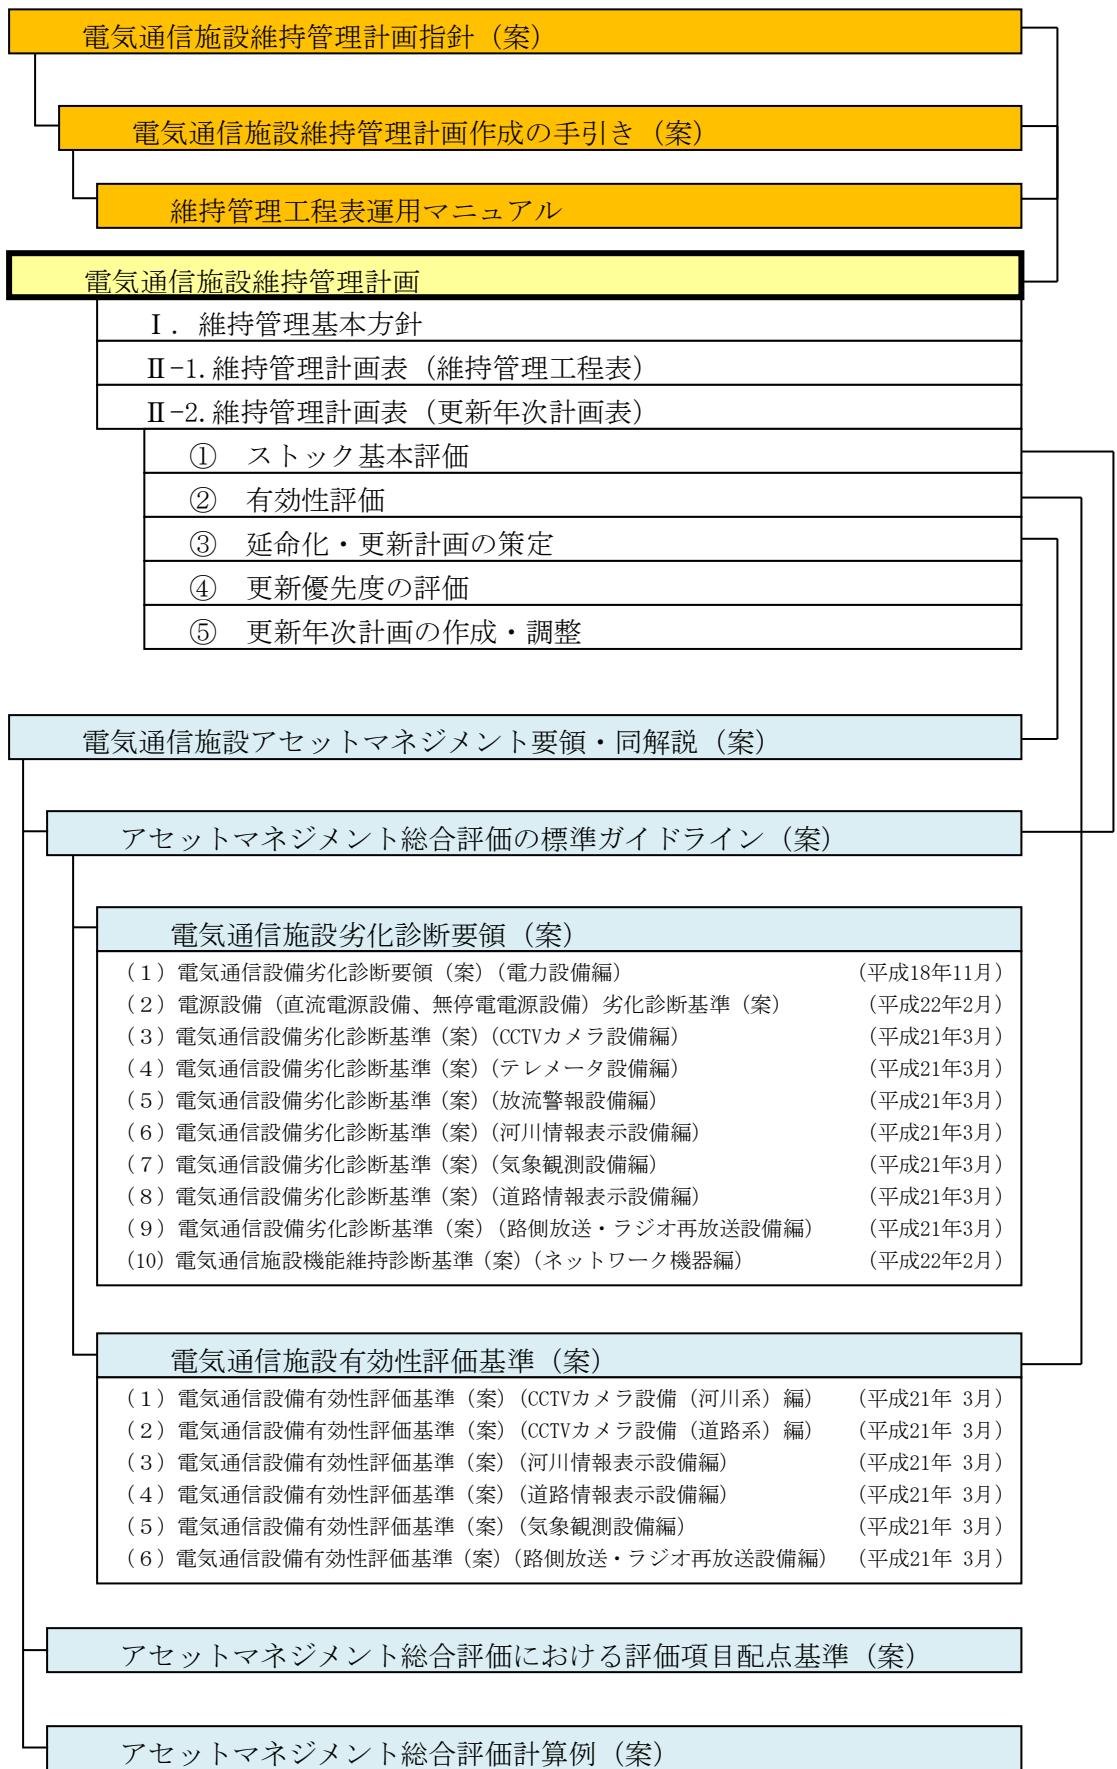 電気通信施設維持管理計画指針（案）
電気通信施設維持管理計画作成の手引き（案）
維持管理工程表運用マニュアル
電気通信施設維持管理計画
Ⅰ．維持管理基本方針
Ⅱ-1.維持管理計画表（維持管理工程表）
Ⅱ-2.維持管理計画表（更新年次計画表）
① ストック基本評価
② 有効性評価
③ 延命化・更新計画の策定
④ 更新優先度の評価
⑤ 更新年次計画の作成・調整
電気通信施設アセットマネジメント要領・同解説（案）
アセットマネジメント総合評価の標準ガイドライン（案）
電気通信施設劣化診断要領（案）
（１）電気通信設備劣化診断要領（案）（電力設備編） （平成18年11月）
（２）電源設備（直流電源設備、無停電電源設備）劣化診断基準（案） （平成22年2月）
（３）電気通信設備劣化診断基準（案）（CCTVカメラ設備編） （平成21年3月）
（４）電気通信設備劣化診断基準（案）（テレメータ設備編） （平成21年3月）
（５）電気通信設備劣化診断基準（案）（放流警報設備編） （平成21年3月）
（６）電気通信設備劣化診断基準（案）（河川情報表示設備編） （平成21年3月）
（７）電気通信設備劣化診断基準（案）（気象観測設備編） （平成21年3月）
（８）電気通信設備劣化診断基準（案）（道路情報表示設備編） （平成21年3月）
（９）電気通信設備劣化診断基準（案）（路側放送・ラジオ再放送設備編） （平成21年3月）
（10）電気通信施設機能維持診断基準（案）（ネットワーク機器編） （平成22年2月）
電気通信施設有効性評価基準（案）
（１）電気通信設備有効性評価基準（案）（CCTVカメラ設備（河川系）編） （平成21年 3月）
（２）電気通信設備有効性評価基準（案）（CCTVカメラ設備（道路系）編） （平成21年 3月）
（３）電気通信設備有効性評価基準（案）（河川情報表示設備編） （平成21年 3月）
（４）電気通信設備有効性評価基準（案）（道路情報表示設備編） （平成21年 3月）
（５）電気通信設備有効性評価基準（案）（気象観測設備編） （平成21年 3月）
（６）電気通信設備有効性評価基準（案）（路側放送・ラジオ再放送設備編） （平成21年 3月）
アセットマネジメント総合評価における評価項目配点基準（案）
アセットマネジメント総合評価計算例（案）